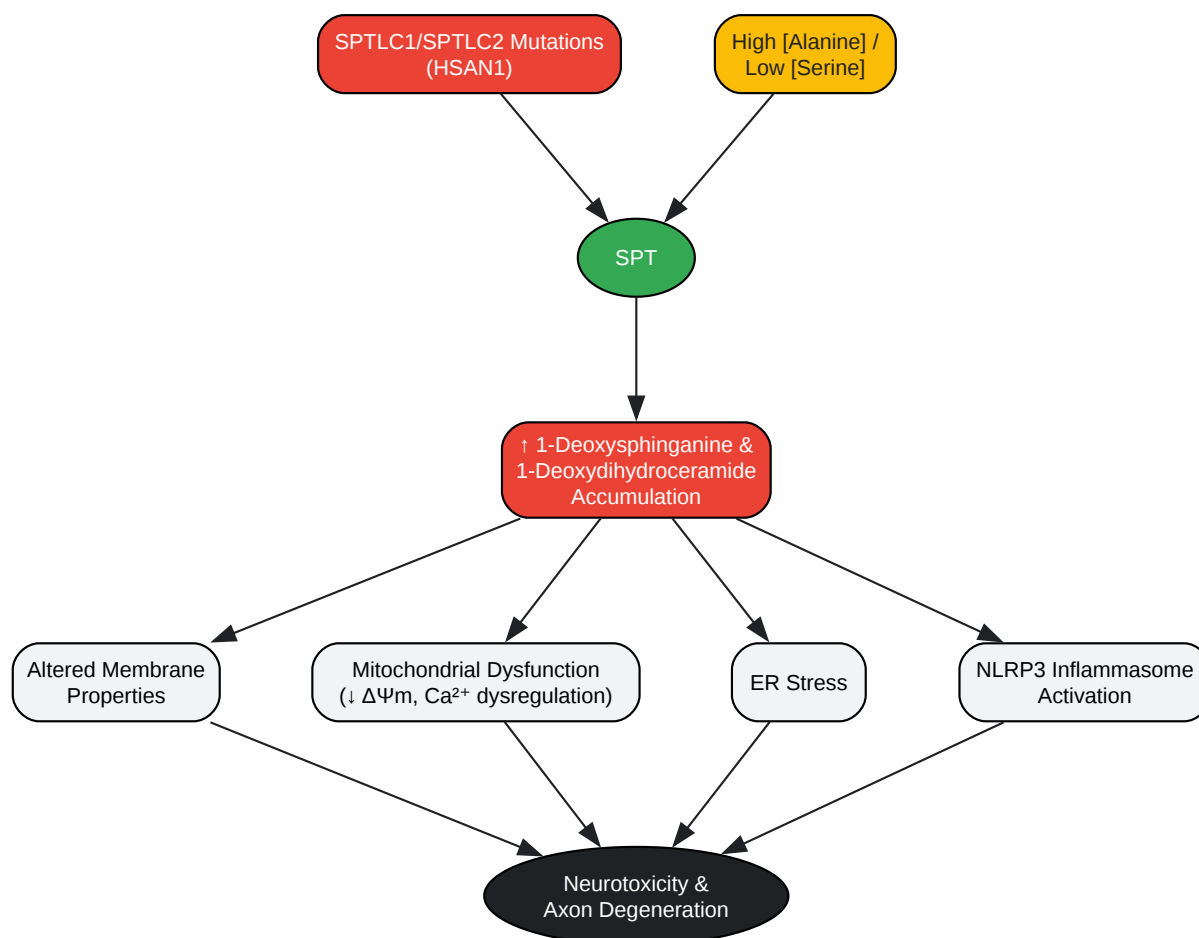 SPTLC1/SPTLC2 Mutations
(HSAN1)
High [Alanine] /
Low [Serine]
SPT
↑ 1-Deoxysphinganine &
1-Deoxydihydroceramide
Accumulation
Altered Membrane
Properties
Mitochondrial Dysfunction
(↓ ΔΨm, Ca²⁺ dysregulation)
ER Stress
NLRP3 Inflammasome
Activation
Neurotoxicity &
Axon Degeneration